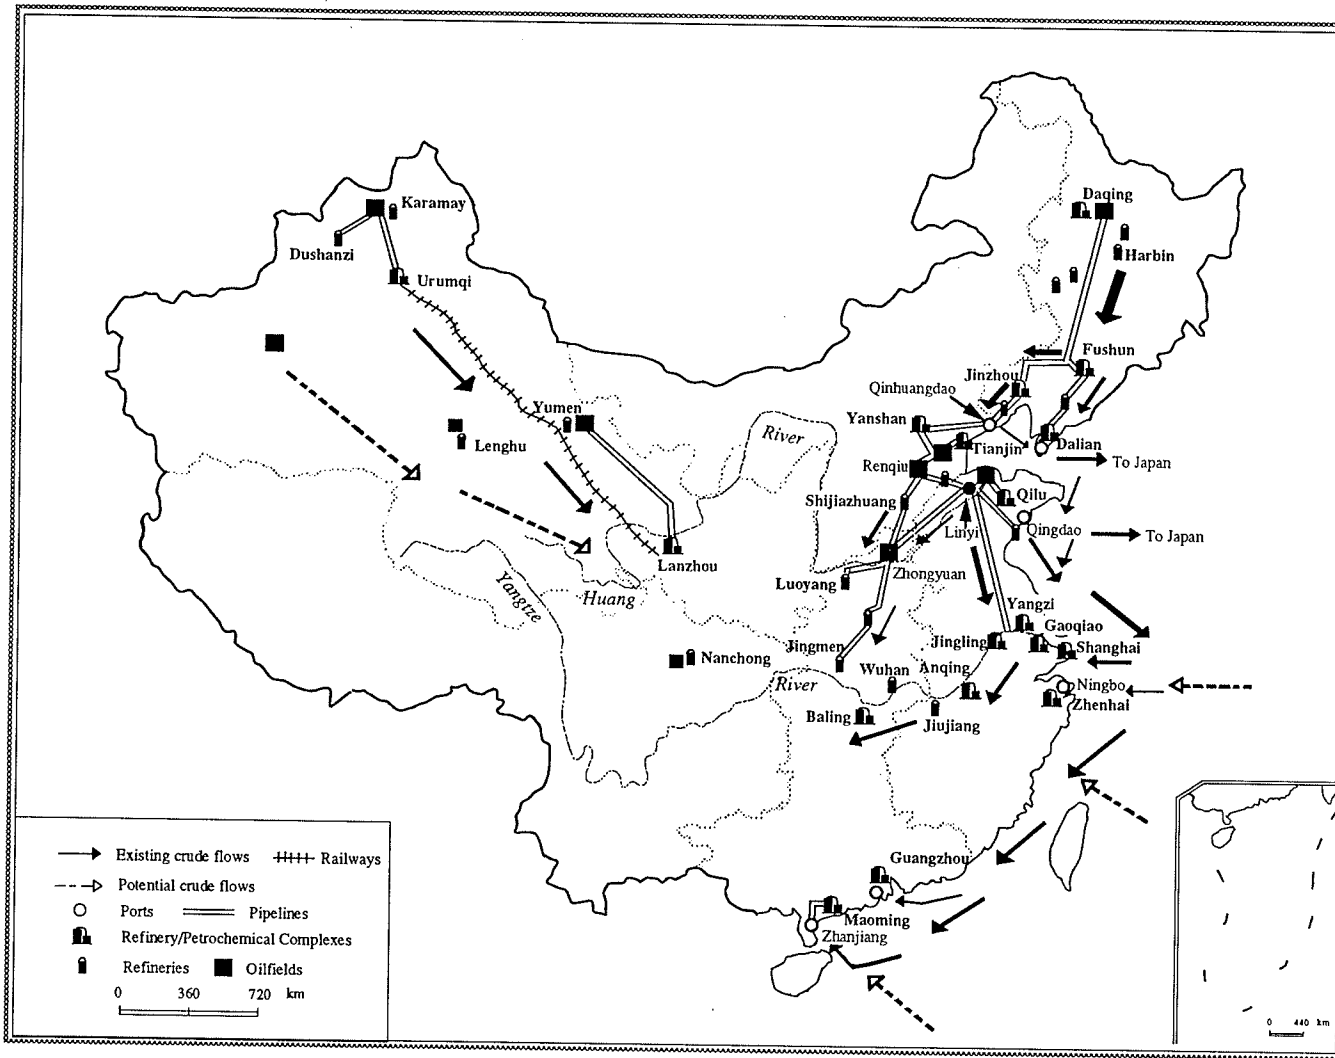 Daqing
Karamay
Harbin
Dushanzi
Urumqi
Fushun
Jinzhou
Qinhuangdao
Yumen
Yanshan
River
Lenghu
Tianjin
Dalian
Renqiu
To Japan
Qilu
Shijiazhuang
Linyi
Qingdao
To Japan
Lanzhou
Zhongyuan
Luoyang
Yangtze
Huang
Yangzi
Gaoqiao
Jingling
Shanghai
Jingmen
Nanchong
Wuhan
Anqing
River
Ningbo
Zhenhai
Baling
Jiujiang
Guangzhou
Maoming
Zhanjiang
Existing crude flows Railways
Potential crude flows
Ports Pipelines
Refinery/Petrochemical Complexes
Refineries Oilfields
0 360 720 km
0 440 km